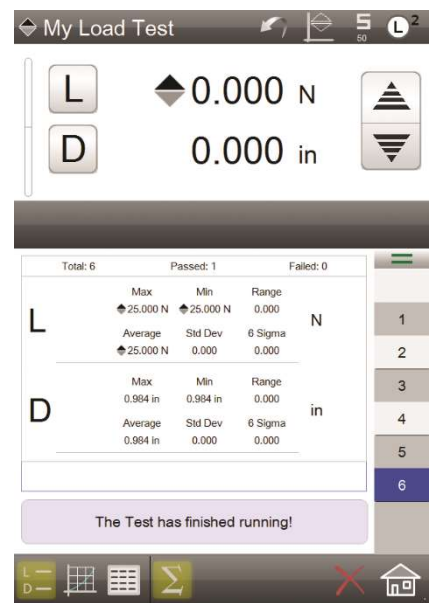 My Load Test S 50 L2
L 0.000 N
D 0.000 in
Total: 6 Passed: 1 Failed: 0
Max Min Range
25.000 N 25.000 N 0.000
L N
Average Std Dev 6 Sigma
25.000 N 0.000 0.000
Max Min Range
0.984 in 0.984 in 0.000
D in
Average Std Dev 6 Sigma
0.984 in 0.000 0.000
1
2
3
4
5
6
The Test has finished running!
L
D Σ